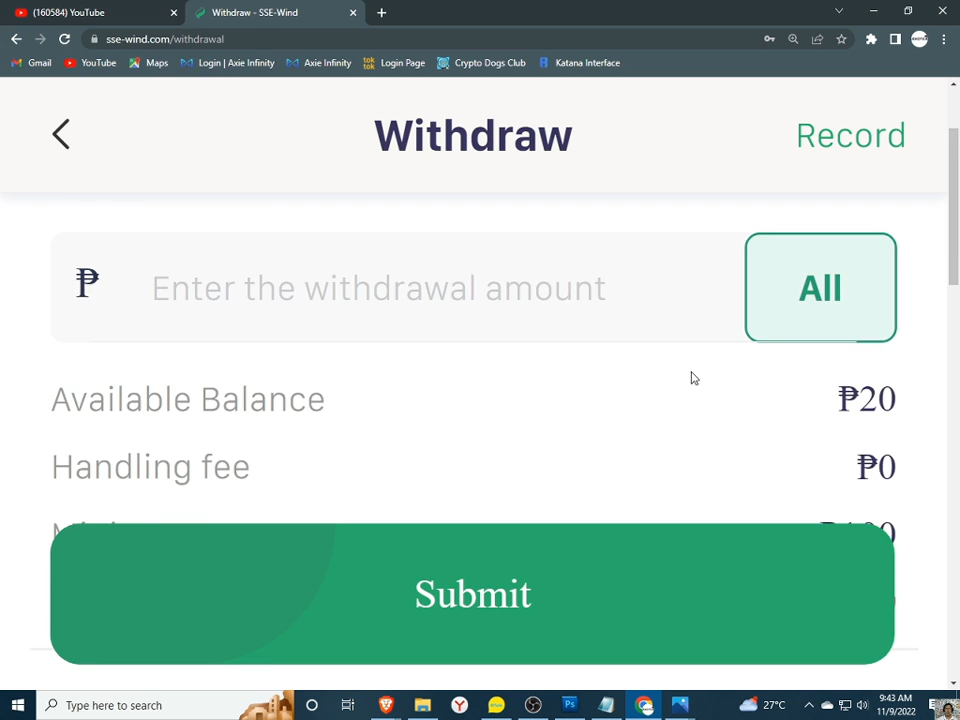 (160584) YouTube
Withdraw - SSE-Wind
sse-wind.com/withdrawal
Gmail
YouTube
Maps
Login | Axie Infinity
Axie Infinity
Login Page
Crypto Dogs Club
Katana Interface
Withdraw
Record
₱
Enter the withdrawal amount
All
Available Balance
₱20
Handling fee
₱0
Submit
Type here to search
27°C
9:43 AM
11/9/2022